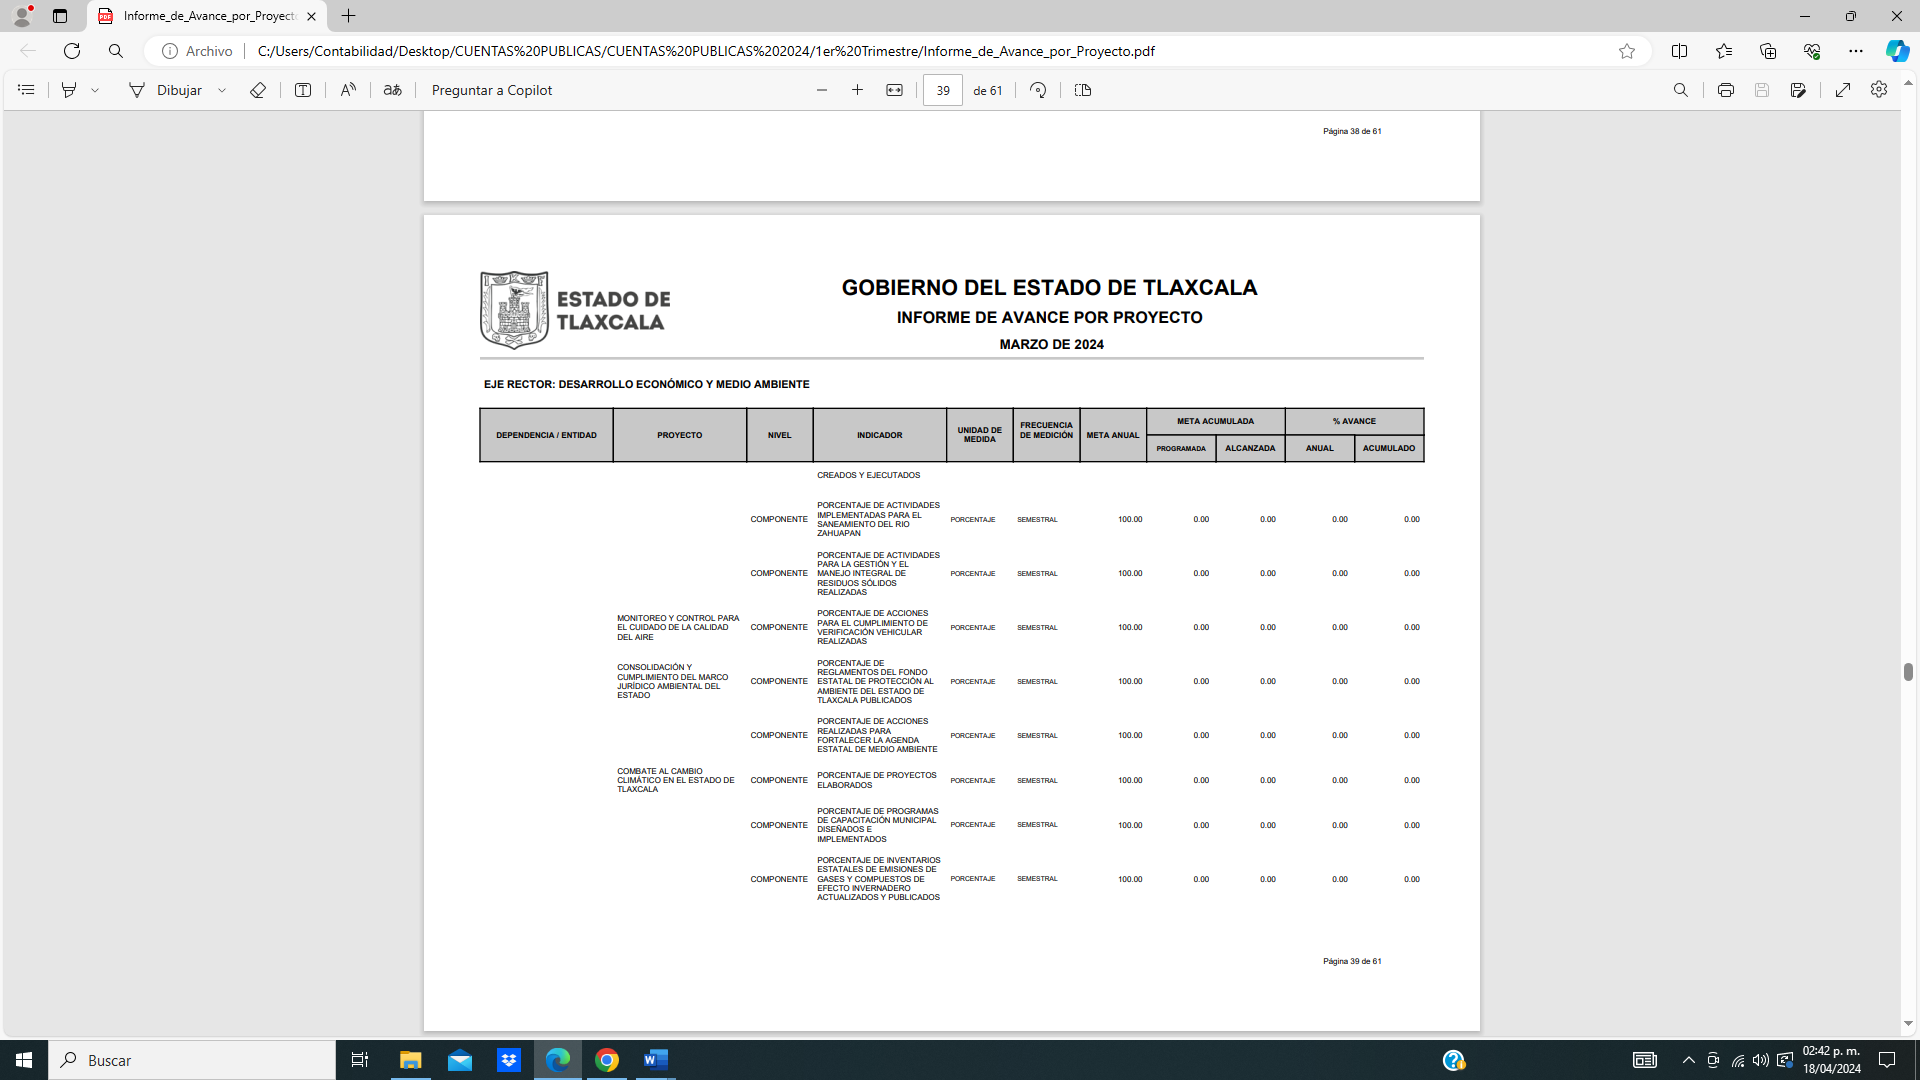 Informe_de_Avance_por_Proyecto
Archivo
C:/Users/Contabilidad/Desktop/CUENTAS%20PUBLICAS/CUENTAS%20PUBLICAS%202024/1er%20Trimestre/Informe_de_Avance_por_Proyecto.pdf
Dibujar
Preguntar a Copilot
39
de 61
Página 38 de 61
ESTADO DE
TLAXCALA
GOBIERNO DEL ESTADO DE TLAXCALA
INFORME DE AVANCE POR PROYECTO
MARZO DE 2024
EJE RECTOR: DESARROLLO ECONÓMICO Y MEDIO AMBIENTE
DEPENDENCIA / ENTIDAD
PROYECTO
NIVEL
INDICADOR
UNIDAD DE
MEDIDA
FRECUENCIA
DE MEDICIÓN
META ANUAL
META ACUMULADA
PROGRAMADA
ALCANZADA
% AVANCE
ANUAL
ACUMULADO
CREADOS Y EJECUTADOS
COMPONENTE
PORCENTAJE DE ACTIVIDADES
IMPLEMENTADAS PARA EL
SANEAMIENTO DEL RIO
ZAHUAPAN
PORCENTAJE SEMESTRAL 100.00 0.00 0.00 0.00 0.00
COMPONENTE
PORCENTAJE DE ACTIVIDADES
PARA LA GESTIÓN Y EL
MANEJO INTEGRAL DE
RESIDUOS SÓLIDOS
REALIZADAS
PORCENTAJE SEMESTRAL 100.00 0.00 0.00 0.00 0.00
MONITOREO Y CONTROL PARA
EL CUIDADO DE LA CALIDAD
DEL AIRE
COMPONENTE
PORCENTAJE DE ACCIONES
PARA EL CUMPLIMIENTO DE
VERIFICACIÓN VEHICULAR
REALIZADAS
PORCENTAJE SEMESTRAL 100.00 0.00 0.00 0.00 0.00
CONSOLIDACIÓN Y
CUMPLIMIENTO DEL MARCO
JURÍDICO AMBIENTAL DEL
ESTADO
COMPONENTE
PORCENTAJE DE
REGLAMENTOS DEL FONDO
ESTATAL DE PROTECCIÓN AL
AMBIENTE DEL ESTADO DE
TLAXCALA PUBLICADOS
PORCENTAJE SEMESTRAL 100.00 0.00 0.00 0.00 0.00
COMPONENTE
PORCENTAJE DE ACCIONES
REALIZADAS PARA
FORTALECER LA AGENDA
ESTATAL DE MEDIO AMBIENTE
PORCENTAJE SEMESTRAL 100.00 0.00 0.00 0.00 0.00
COMBATE AL CAMBIO
CLIMÁTICO EN EL ESTADO DE
TLAXCALA
COMPONENTE
PORCENTAJE DE PROYECTOS
ELABORADOS
PORCENTAJE SEMESTRAL 100.00 0.00 0.00 0.00 0.00
COMPONENTE
PORCENTAJE DE PROGRAMAS
DE CAPACITACIÓN MUNICIPAL
DISEÑADOS E
IMPLEMENTADOS
PORCENTAJE SEMESTRAL 100.00 0.00 0.00 0.00 0.00
COMPONENTE
PORCENTAJE DE INVENTARIOS
ESTATALES DE EMISIONES DE
GASES Y COMPUESTOS DE
EFECTO INVERNADERO
ACTUALIZADOS Y PUBLICADOS
PORCENTAJE SEMESTRAL 100.00 0.00 0.00 0.00 0.00
Página 39 de 61
Buscar
02:42 p. m.
18/04/2024